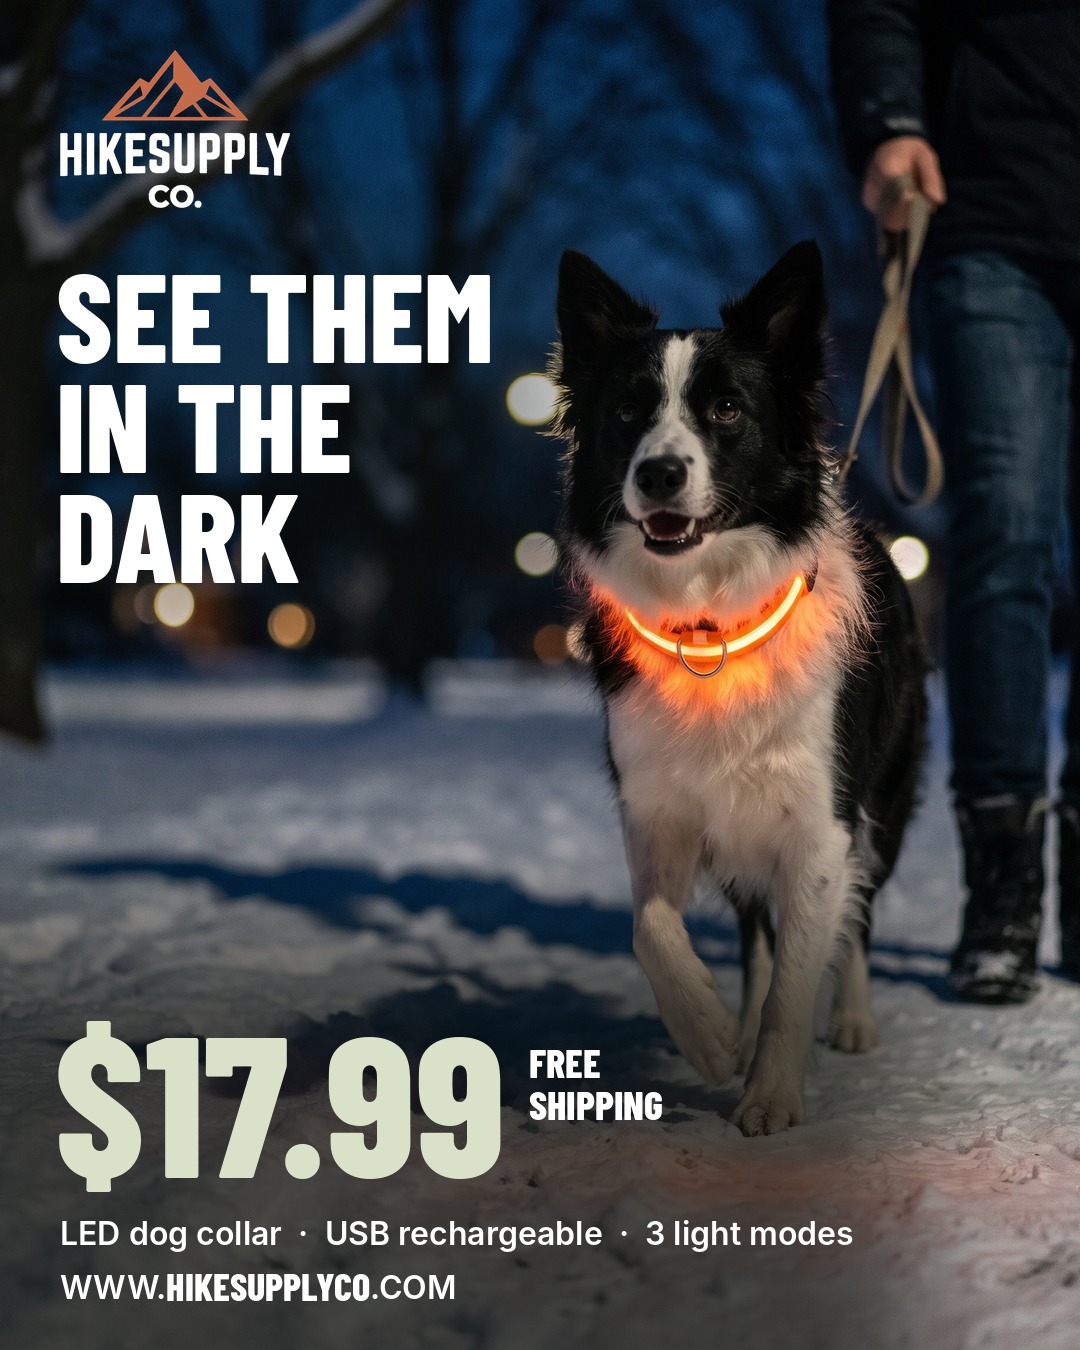 HIKESUPPLY
CO.
SEE THEM
IN THE
DARK
$17.99
FREE
SHIPPING
LED dog collar · USB rechargeable · 3 light modes
WWW.HIKESUPPLYCO.COM